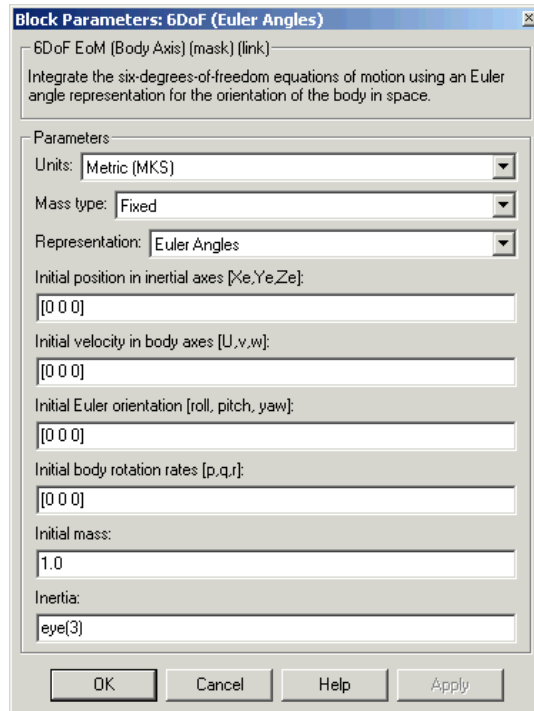 Block Parameters: 6DoF (Euler Angles)
6DoF EoM (Body Axis) (mask) (link)
Integrate the six-degrees-of-freedom equations of motion using an Euler
angle representation for the orientation of the body in space.
Parameters
Units: Metric (MKS)
Mass type: Fixed
Representation: Euler Angles
Initial position in inertial axes [Xe,Ye,Ze]:
[0 0 0]
Initial velocity in body axes [U,v,w]:
[0 0 0]
Initial Euler orientation [roll, pitch, yaw]:
[0 0 0]
Initial body rotation rates [p,q,r]:
[0 0 0]
Initial mass:
1.0
Inertia:
eye(3)
OK Cancel Help Apply